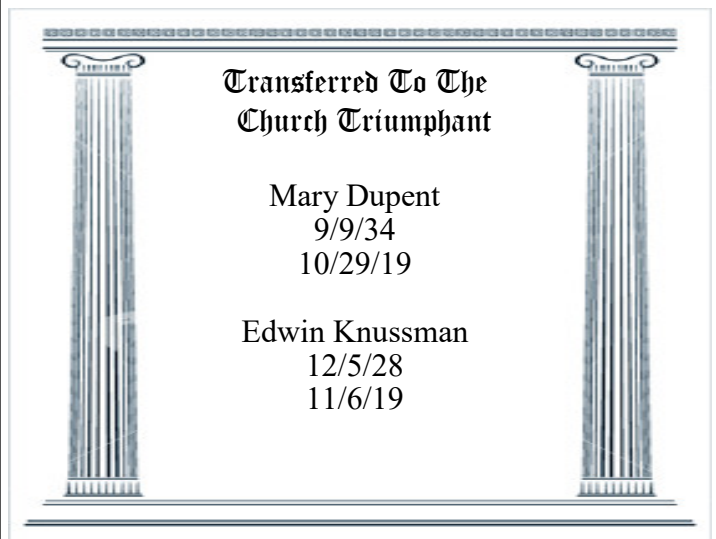 Transferred To The
Church Triumphant
Mary Dupent
9/9/34
10/29/19
Edwin Knussman
12/5/28
11/6/19